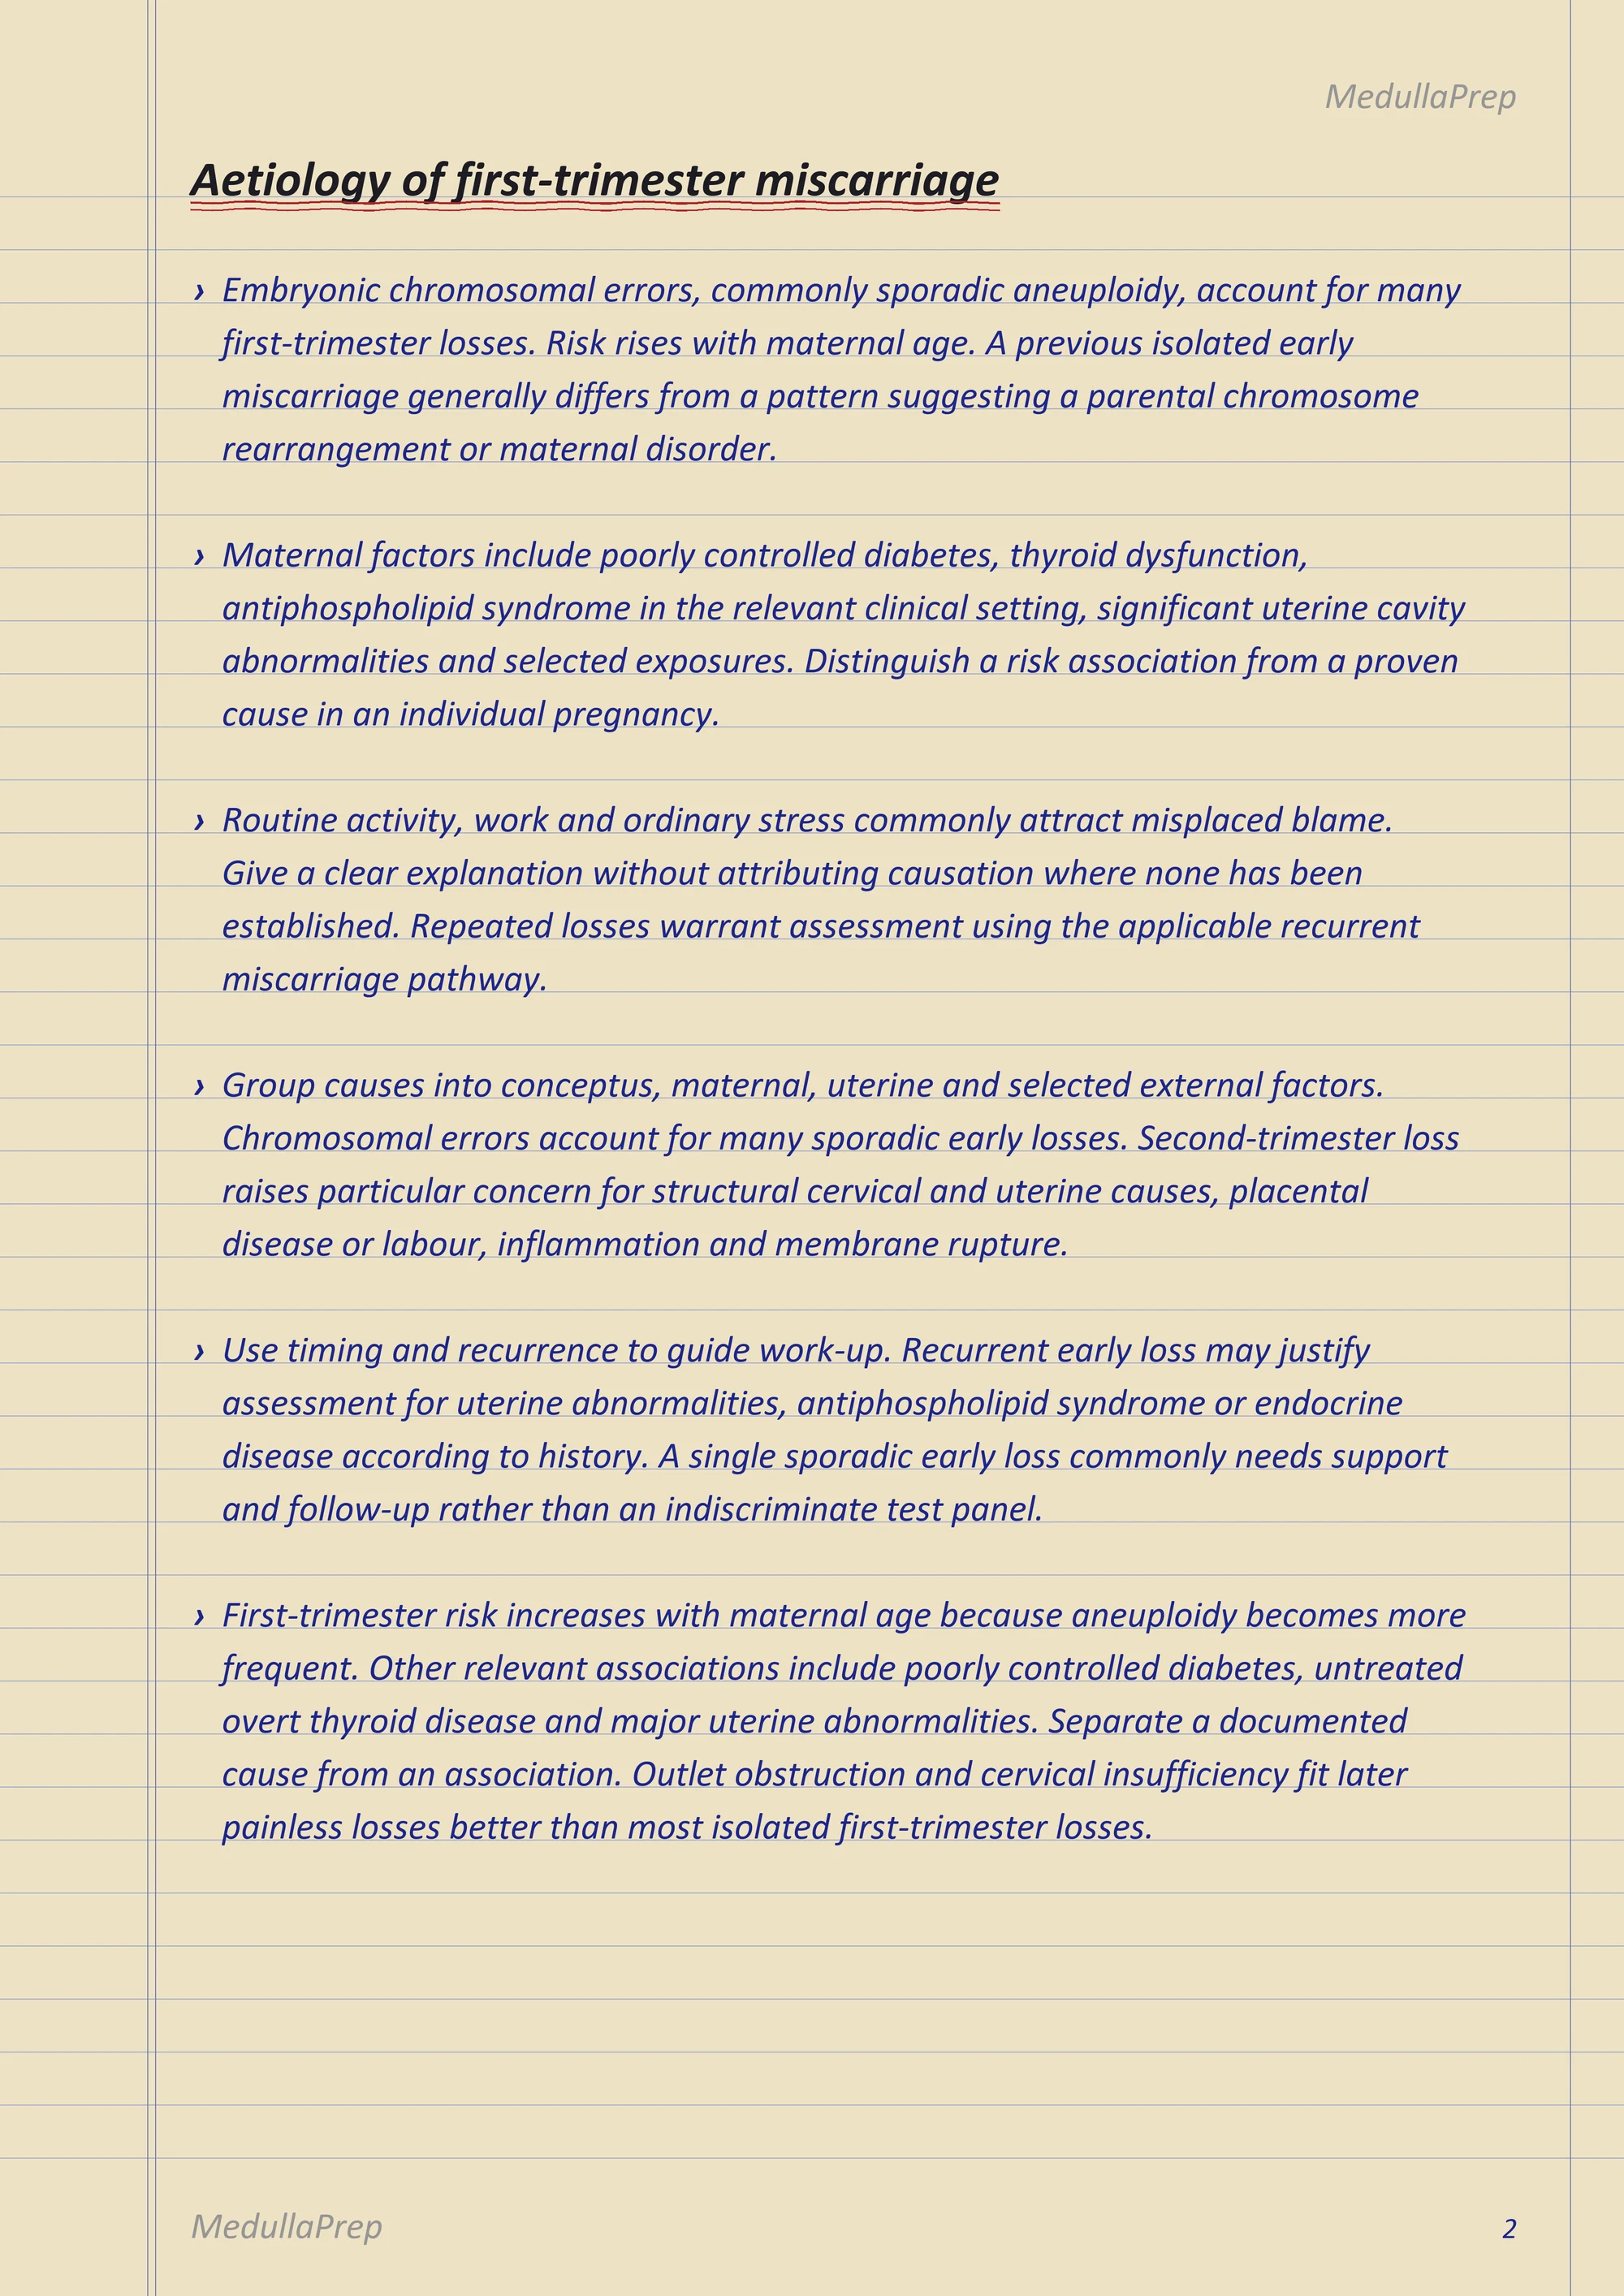 MedullaPrep
Aetiology of first-trimester miscarriage
› Embryonic chromosomal errors, commonly sporadic aneuploidy, account for many
first-trimester losses. Risk rises with maternal age. A previous isolated early
miscarriage generally differs from a pattern suggesting a parental chromosome
rearrangement or maternal disorder.
› Maternal factors include poorly controlled diabetes, thyroid dysfunction,
antiphospholipid syndrome in the relevant clinical setting, significant uterine cavity
abnormalities and selected exposures. Distinguish a risk association from a proven
cause in an individual pregnancy.
› Routine activity, work and ordinary stress commonly attract misplaced blame.
Give a clear explanation without attributing causation where none has been
established. Repeated losses warrant assessment using the applicable recurrent
miscarriage pathway.
› Group causes into conceptus, maternal, uterine and selected external factors.
Chromosomal errors account for many sporadic early losses. Second-trimester loss
raises particular concern for structural cervical and uterine causes, placental
disease or labour, inflammation and membrane rupture.
› Use timing and recurrence to guide work-up. Recurrent early loss may justify
assessment for uterine abnormalities, antiphospholipid syndrome or endocrine
disease according to history. A single sporadic early loss commonly needs support
and follow-up rather than an indiscriminate test panel.
› First-trimester risk increases with maternal age because aneuploidy becomes more
frequent. Other relevant associations include poorly controlled diabetes, untreated
overt thyroid disease and major uterine abnormalities. Separate a documented
cause from an association. Outlet obstruction and cervical insufficiency fit later
painless losses better than most isolated first-trimester losses.
MedullaPrep
2